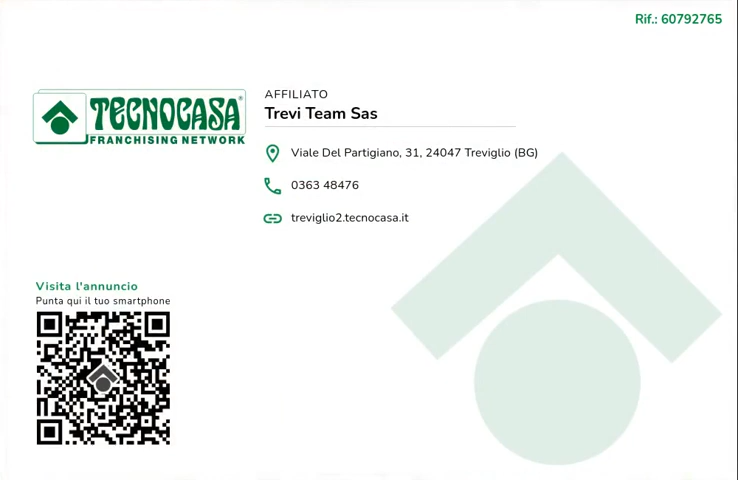 Rif.: 60792765
TECNOCASA®
FRANCHISING NETWORK
AFFILIATO
Trevi Team Sas
Viale Del Partigiano, 31, 24047 Treviglio (BG)
0363 48476
treviglio2.tecnocasa.it
Visita l'annuncio
Punta qui il tuo smartphone